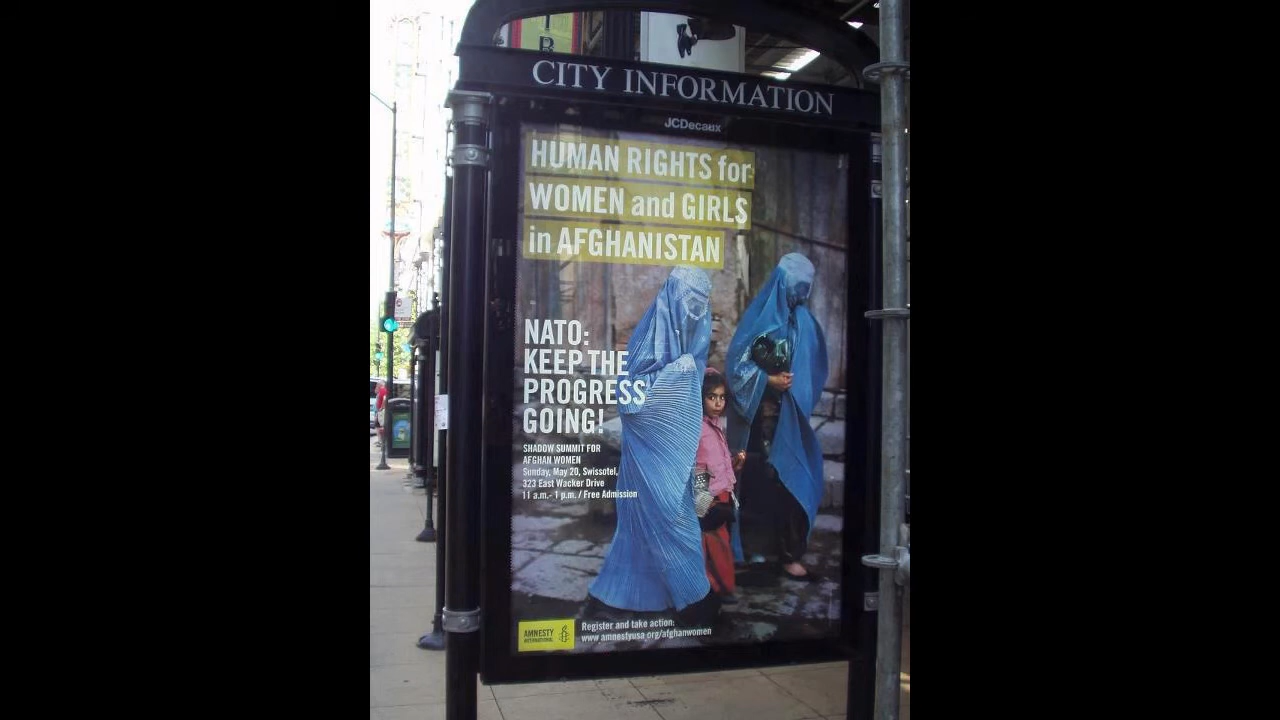 CITY INFORMATION
JCDecaux
HUMAN RIGHTS for
WOMEN and GIRLS
in AFGHANISTAN
NATO:
KEEP THE
PROGRESS
GOING!
SHADOW SUMMIT FOR
AFGHAN WOMEN
Sunday, May 20, Swissotel,
323 East Wacker Drive
11 a.m.- 1 p.m. / Free Admission
AMNESTY
INTERNATIONAL
Register and take action:
www.amnestyusa.org/afghanwomen